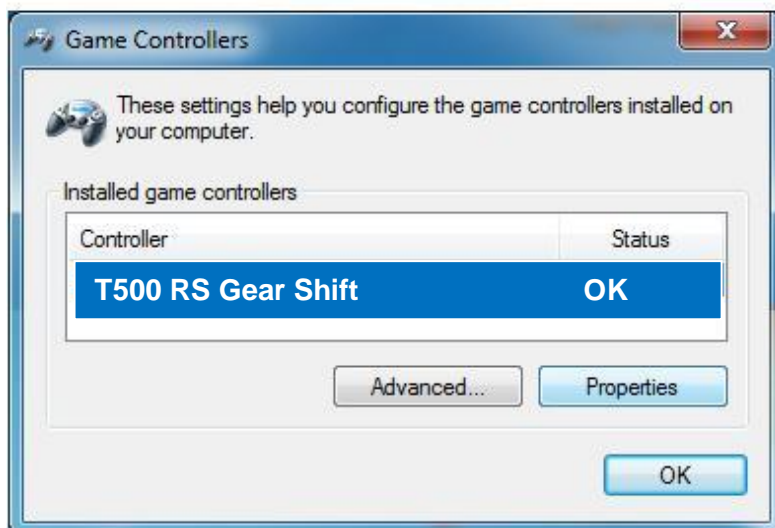 Game Controllers
X
These settings help you configure the game controllers installed on
your computer.
Installed game controllers
Controller Status
T500 RS Gear Shift OK
Advanced... Properties
OK